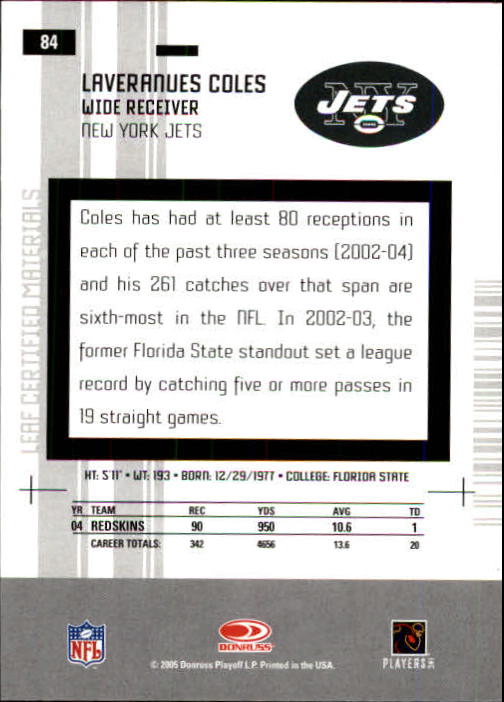 84
LAVERANUES COLES
WIDE RECEIVER
NEW YORK JETS
NY
JETS
LEAF CERTIFIED MATERIALS
Coles has had at least 80 receptions in
each of the past three seasons (2002-04)
and his 261 catches over that span are
sixth-most in the NFL. In 2002-03, the
former Florida State standout set a league
record by catching five or more passes in
19 straight games.
HT: 5'11" • WT: 193 • BORN: 12/29/1977 • COLLEGE: FLORIDA STATE
YR TEAM REC YDS AVG TD
04 REDSKINS 90 950 10.6 1
CAREER TOTALS: 342 4656 13.6 20
NFL
DONRUSS
PLAYERS INC
© 2005 Donruss Playoff L.P. Printed in the USA.